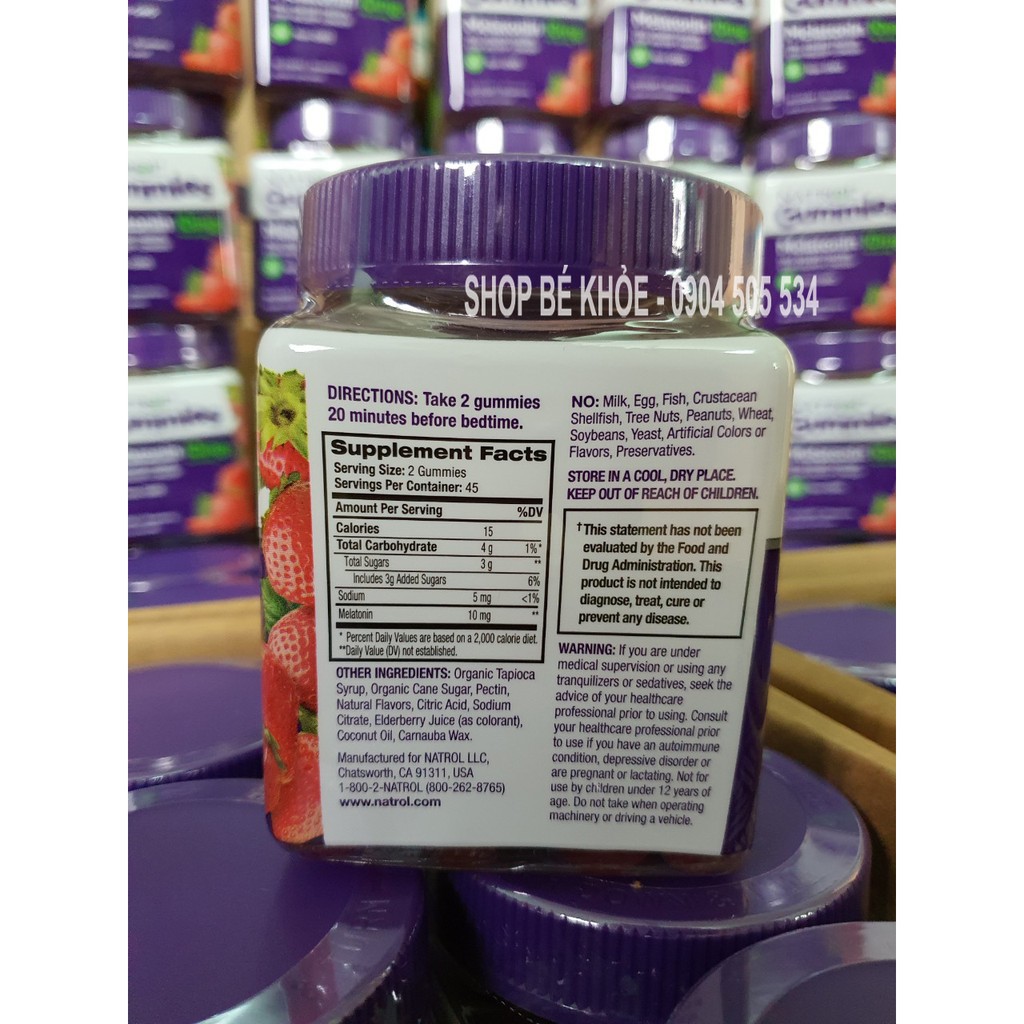 SHOP BÉ KHỎE - 0904 505 534
DIRECTIONS: Take 2 gummies
20 minutes before bedtime.
Supplement Facts
Serving Size: 2 Gummies
Servings Per Container: 45
Amount Per Serving %DV
Calories 15
Total Carbohydrate 4 g 1%*
Total Sugars 3 g **
Includes 3g Added Sugars 6%
Sodium 5 mg <1%
Melatonin 10 mg **
* Percent Daily Values are based on a 2,000 calorie diet.
**Daily Value (DV) not established.
OTHER INGREDIENTS: Organic Tapioca
Syrup, Organic Cane Sugar, Pectin,
Natural Flavors, Citric Acid, Sodium
Citrate, Elderberry Juice (as colorant),
Coconut Oil, Carnauba Wax.
Manufactured for NATROL LLC,
Chatsworth, CA 91311, USA
1-800-2-NATROL (800-262-8765)
www.natrol.com
NO: Milk, Egg, Fish, Crustacean
Shellfish, Tree Nuts, Peanuts, Wheat,
Soybeans, Yeast, Artificial Colors or
Flavors, Preservatives.
STORE IN A COOL, DRY PLACE.
KEEP OUT OF REACH OF CHILDREN.
†This statement has not been
evaluated by the Food and
Drug Administration. This
product is not intended to
diagnose, treat, cure or
prevent any disease.
WARNING: If you are under
medical supervision or using any
tranquilizers or sedatives, seek the
advice of your healthcare
professional prior to using. Consult
your healthcare professional prior
to use if you have an autoimmune
condition, depressive disorder or
are pregnant or lactating. Not for
use by children under 12 years of
age. Do not take when operating
machinery or driving a vehicle.
Gummies
Melatonin